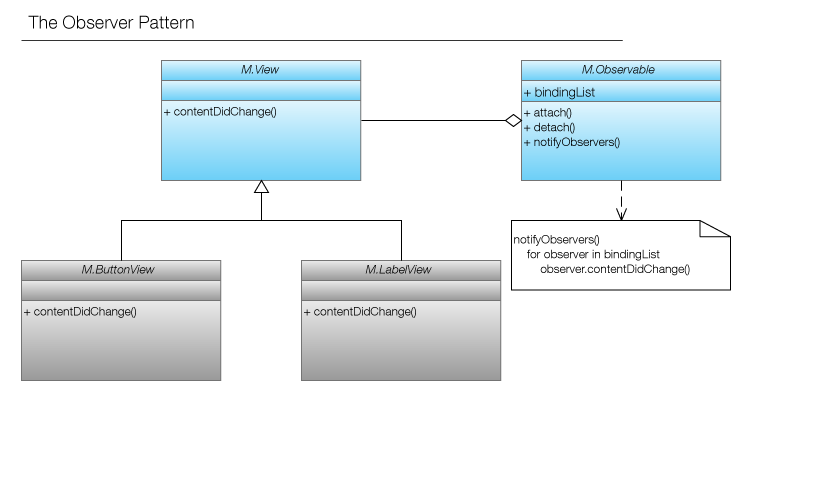 The Observer Pattern
M.View
+ contentDidChange()
M.Observable
+ bindingList
+ attach()
+ detach()
+ notifyObservers()
notifyObservers()
for observer in bindingList
observer.contentDidChange()
M.ButtonView
+ contentDidChange()
M.LabelView
+ contentDidChange()